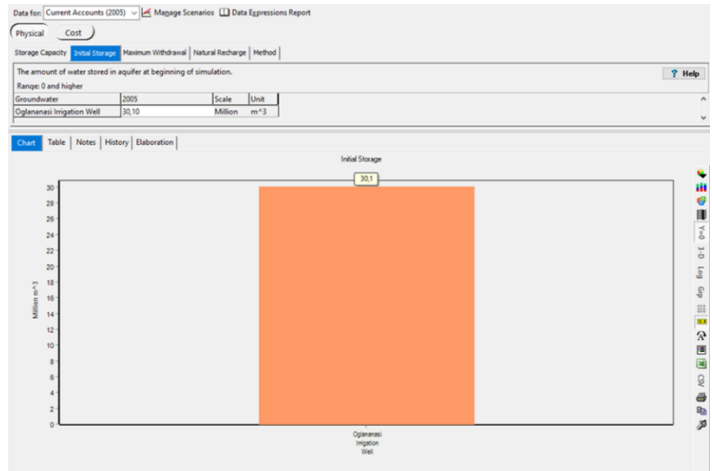 Data for: Current Accounts (2005) Manage Scenarios Data Expressions Report
Physical Cost
Storage Capacity Initial Storage Maximum Withdrawal Natural Recharge Method
The amount of water stored in aquifer at beginning of simulation.
Range: 0 and higher
? Help
Groundwater 2005 Scale Unit
Oglananasi Irrigation Well 30,10 Million m^3
Chart Table Notes History Elaboration
Initial Storage
30,1
30
28
26
24
22
20
18
16
14
12
10
8
6
4
2
0
Million m^3
Oglananasi
Irrigation
Well
Y=0
3-D
Log
Grp
CSV